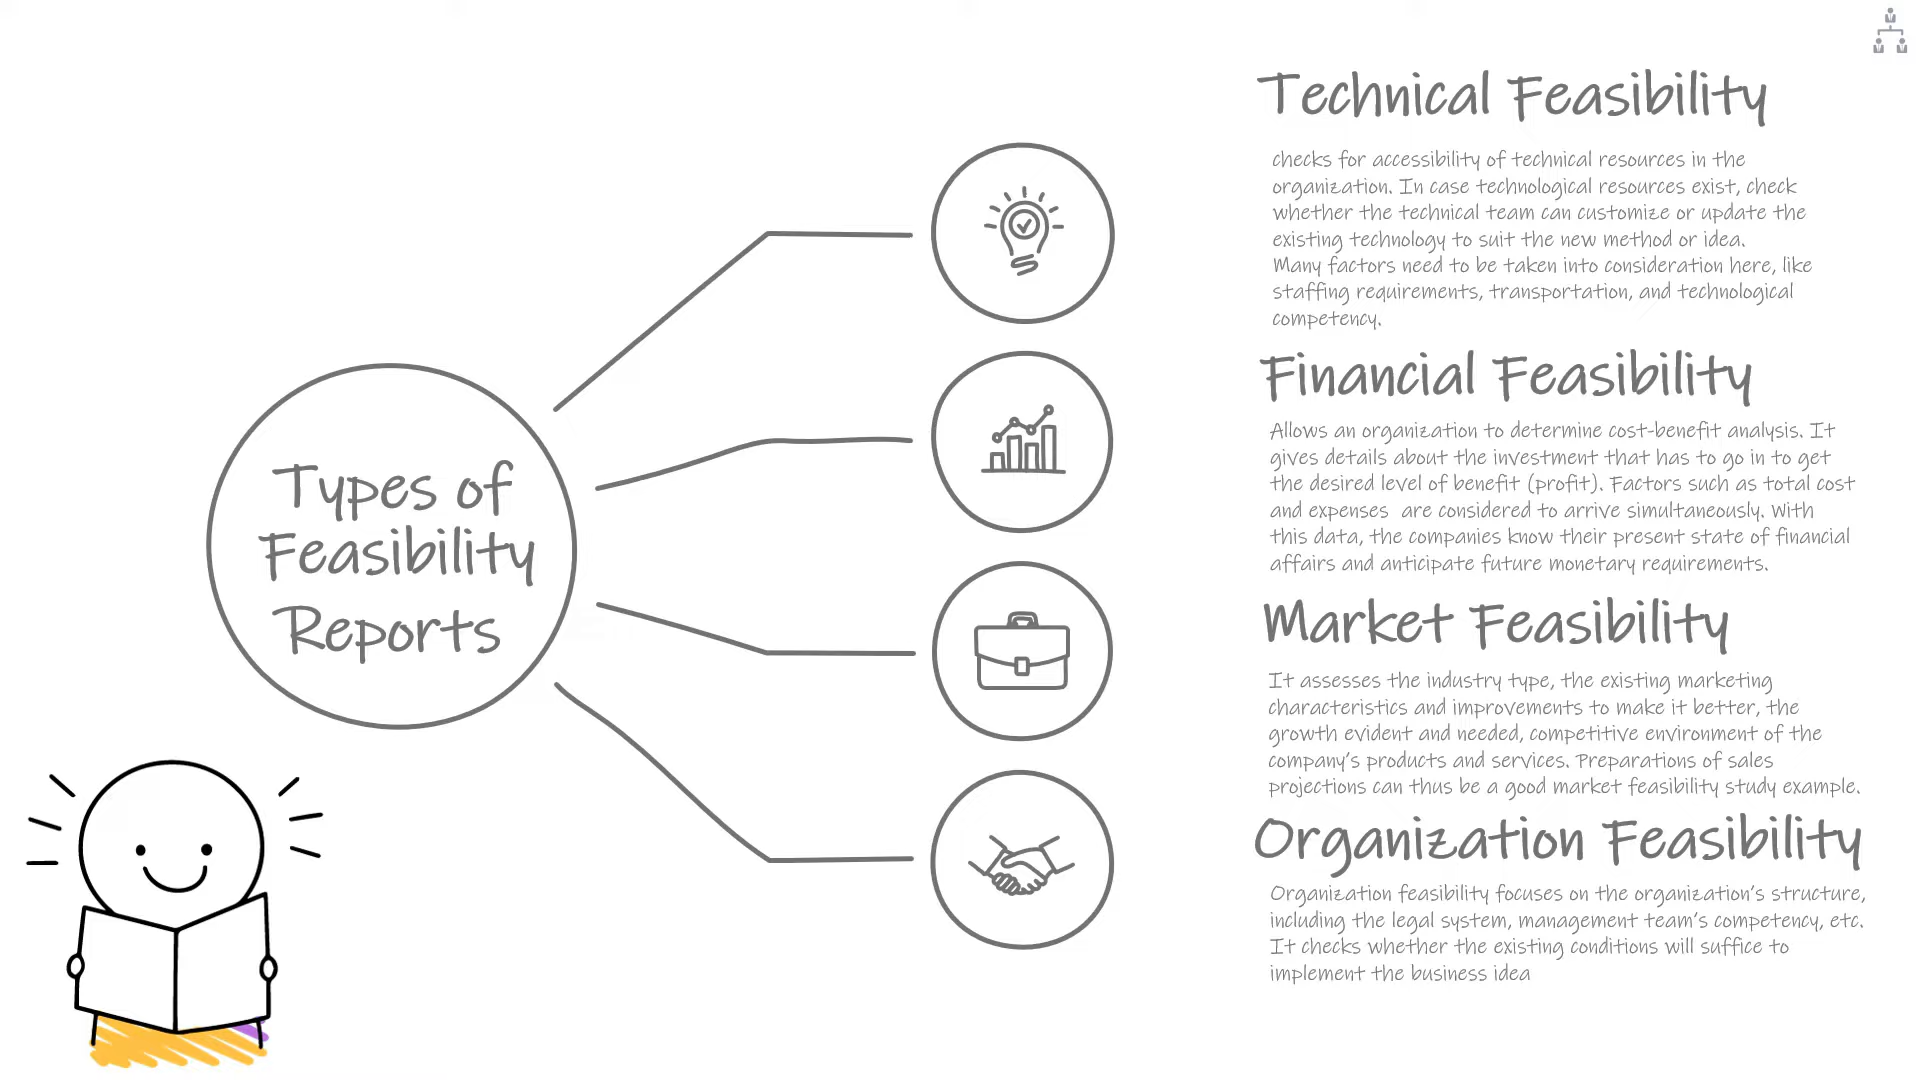 Types of
Feasibility
Reports
Technical Feasibility
checks for accessibility of technical resources in the
organization. In case technological resources exist, check
whether the technical team can customize or update the
existing technology to suit the new method or idea.
Many factors need to be taken into consideration here, like
staffing requirements, transportation, and technological
competency.
Financial Feasibility
Allows an organization to determine cost-benefit analysis. It
gives details about the investment that has to go in to get
the desired level of benefit (profit). Factors such as total cost
and expenses  are considered to arrive simultaneously. With
this data, the companies know their present state of financial
affairs and anticipate future monetary requirements.
Market Feasibility
It assesses the industry type, the existing marketing
characteristics and improvements to make it better, the
growth evident and needed, competitive environment of the
company's products and services. Preparations of sales
projections can thus be a good market feasibility study example.
Organization Feasibility
Organization feasibility focuses on the organization's structure,
including the legal system, management team's competency, etc.
It checks whether the existing conditions will suffice to
implement the business idea